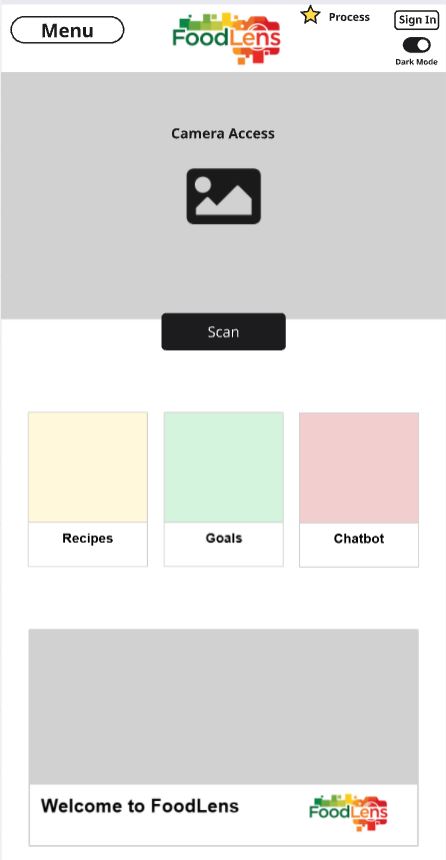 Menu
FoodLens
Process
Sign In
Dark Mode
Camera Access
Scan
Recipes
Goals
Chatbot
Welcome to FoodLens
FoodLens